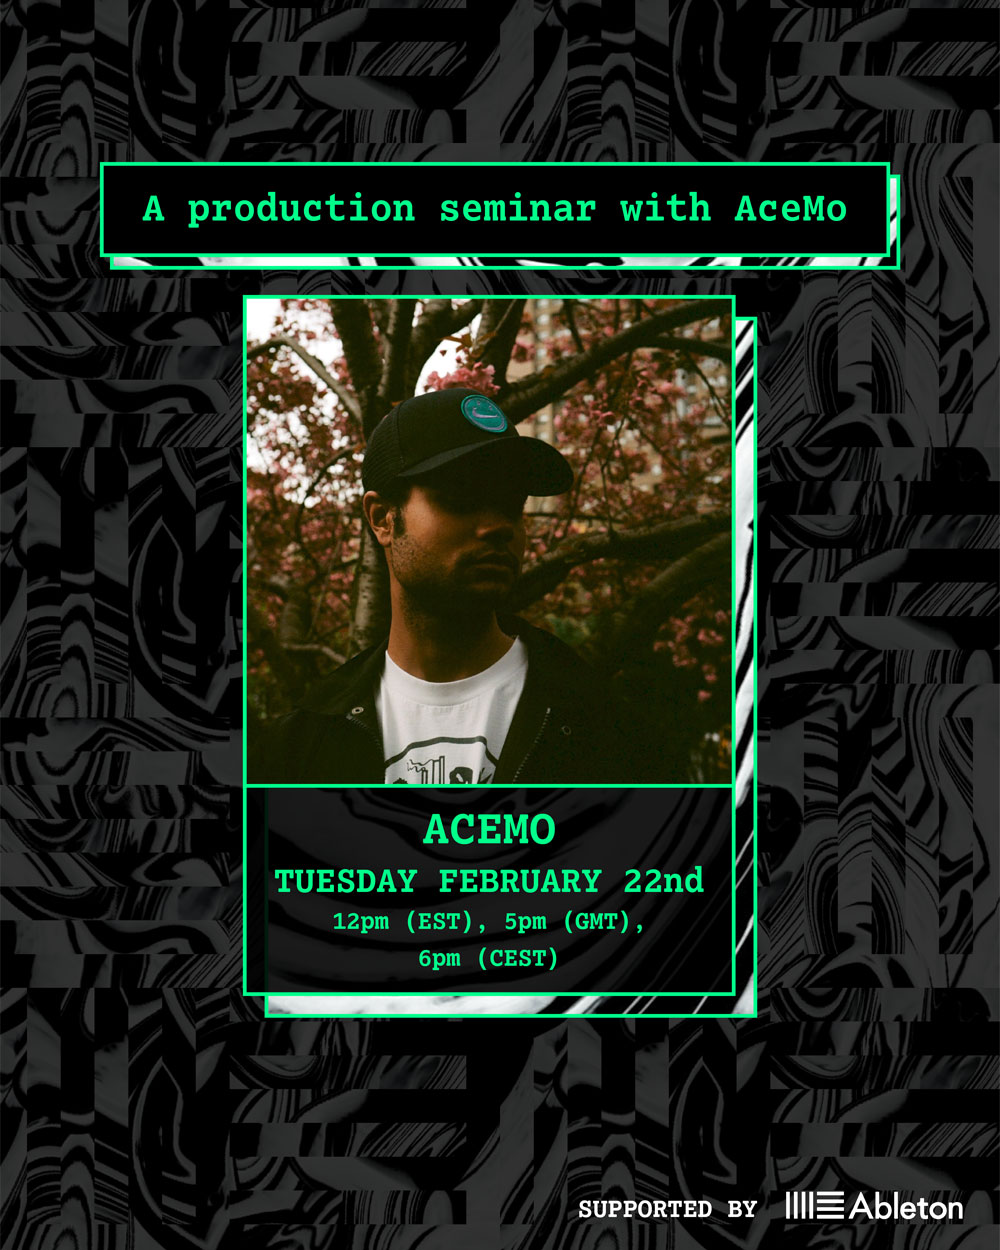 A production seminar with AceMo
ACEMO
TUESDAY FEBRUARY 22nd
12pm (EST), 5pm (GMT),
6pm (CEST)
SUPPORTED BY Ableton